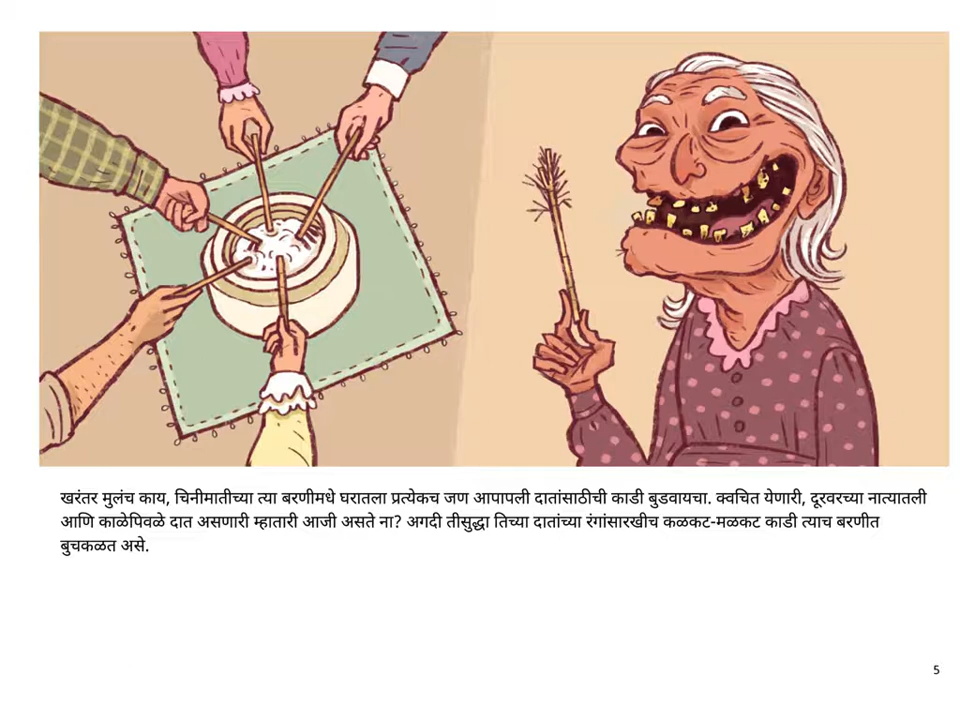 खरंतर मुलंच काय, चिनीमातीच्या त्या बरणीमधे घरातला प्रत्येकच जण आपापली दातांसाठीची काडी बुडवायचा. क्वचित येणारी, दूरवरच्या नात्यातली
आणि काळेपिवळे दात असणारी म्हातारी आजी असते ना? अगदी तीसुद्धा तिच्या दातांच्या रंगांसारखीच कळकट-मळकट काडी त्याच बरणीत
बुचकळत असे.
5